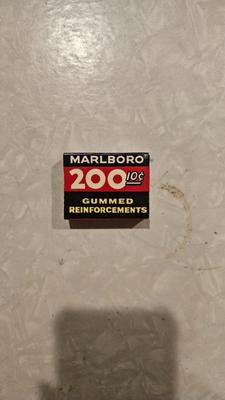 MARLBORO
200 10¢
GUMMED
REINFORCEMENTS